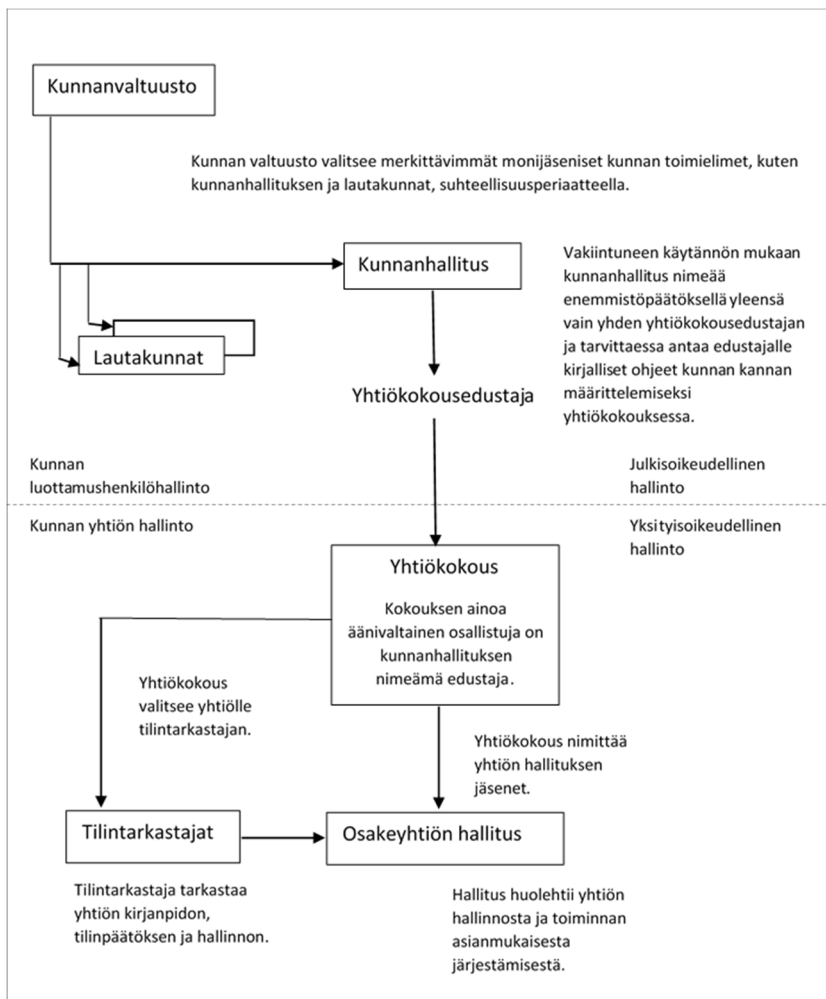 Kunnanvaltuusto
Kunnan valtuusto valitsee merkittävimmät monijäseniset kunnan toimielimet, kuten
kunnanhallituksen ja lautakunnat, suhteellisuusperiaatteella.
Kunnanhallitus
Vakiintuneen käytännön mukaan
kunnanhallitus nimeää
enemmistöpäätöksellä yleensä
vain yhden yhtiökokousedustajan
ja tarvittaessa antaa edustajalle
kirjalliset ohjeet kunnan kannan
määrittelemiseksi
yhtiökokouksessa.
Lautakunnat
Yhtiökokousedustaja
Kunnan
luottamushenkilöhallinto
Julkisoikeudellinen
hallinto
Kunnan yhtiön hallinto
Yksityisoikeudellinen
hallinto
Yhtiökokous
Kokouksen ainoa
äänivaltainen osallistuja on
kunnanhallituksen
nimeämä edustaja.
Yhtiökokous
valitsee yhtiölle
tilintarkastajan.
Yhtiökokous nimittää
yhtiön hallituksen
jäsenet.
Tilintarkastajat
Osakeyhtiön hallitus
Tilintarkastaja tarkastaa
yhtiön kirjanpidon,
tilinpäätöksen ja hallinnon.
Hallitus huolehtii yhtiön
hallinnosta ja toiminnan
asianmukaisesta
järjestämisestä.